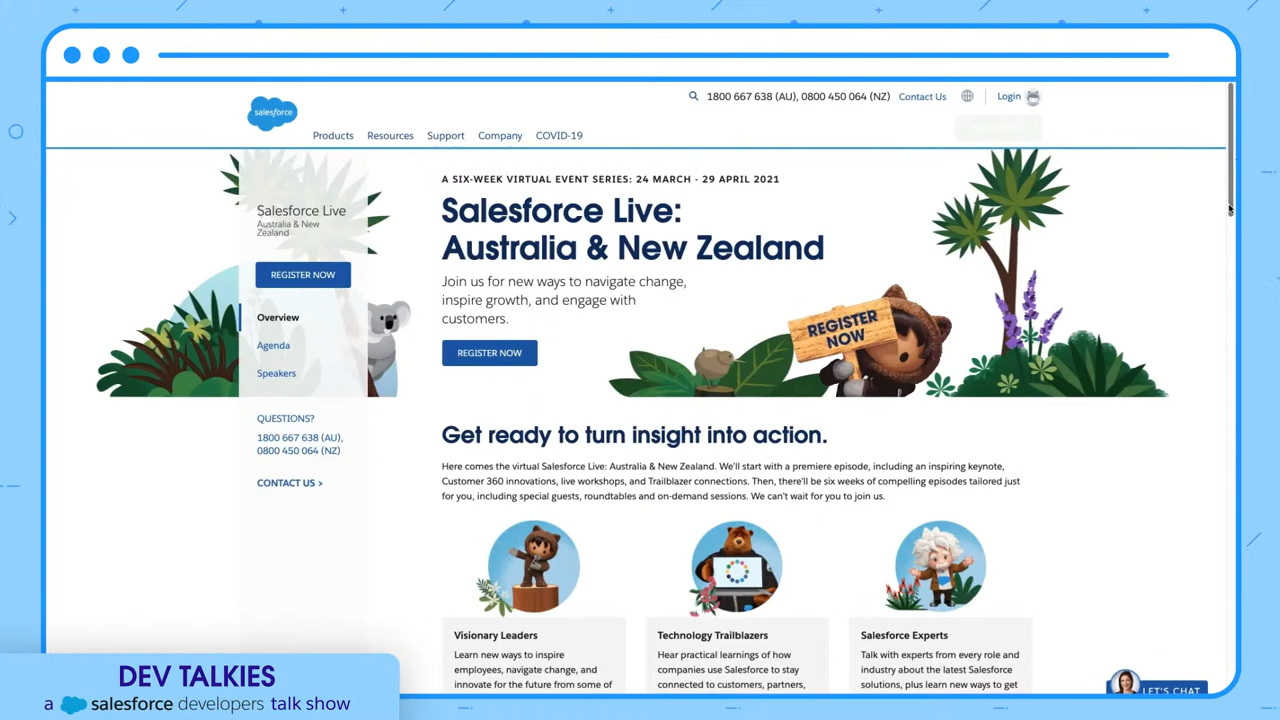 salesforce
1800 667 638 (AU), 0800 450 064 (NZ)
Contact Us
Login
Products
Resources
Support
Company
COVID-19
Salesforce Live
Australia & New
Zealand
REGISTER NOW
Overview
Agenda
Speakers
QUESTIONS?
1800 667 638 (AU),
0800 450 064 (NZ)
CONTACT US >
A SIX-WEEK VIRTUAL EVENT SERIES: 24 MARCH - 29 APRIL 2021
Salesforce Live:
Australia & New Zealand
Join us for new ways to navigate change,
inspire growth, and engage with
customers.
REGISTER NOW
REGISTER
NOW
Get ready to turn insight into action.
Here comes the virtual Salesforce Live: Australia & New Zealand. We'll start with a premiere episode, including an inspiring keynote,
Customer 360 innovations, live workshops, and Trailblazer connections. Then, there'll be six weeks of compelling episodes tailored just
for you, including special guests, roundtables and on-demand sessions. We can't wait for you to join us.
Visionary Leaders
Learn new ways to inspire
employees, navigate change, and
innovate for the future from some of
Technology Trailblazers
Hear practical learnings of how
companies use Salesforce to stay
connected to customers, partners,
Salesforce Experts
Talk with experts from every role and
industry about the latest Salesforce
solutions, plus learn new ways to get
LET'S CHAT
DEV TALKIES
a salesforce developers talk show